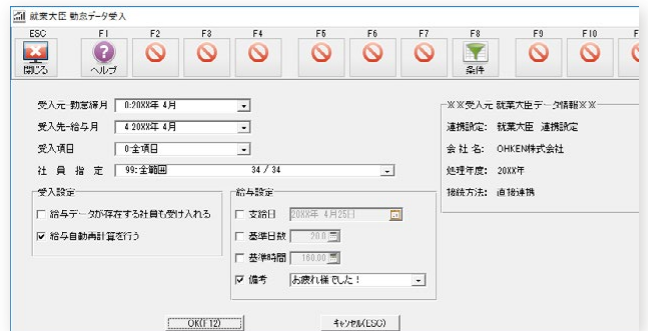 就業大臣 勤怠データ受入
ESC F1 F2 F3 F4 F5 F6 F7 F8 F9 F10 F
閉じる ヘルプ 条件
受入元-勤怠締月 0:20XX年 4月
受入先-給与月 4:20XX年 4月
受入項目 0:全項目
社員指定 99:全範囲 34 / 34
受入設定
給与データが存在する社員も受け入れる
給与自動再計算を行う
給与設定
支給日 20XX年 4月25日
基準日数 20.0
基準時間 160.00
備考 お疲れ様でした!
※※受入元 就業大臣データ情報※※
連携設定: 就業大臣 連携設定
会社名: OHKEN株式会社
処理年度: 20XX年
接続方法: 直接連携
OK(F12) キャンセル(ESC)